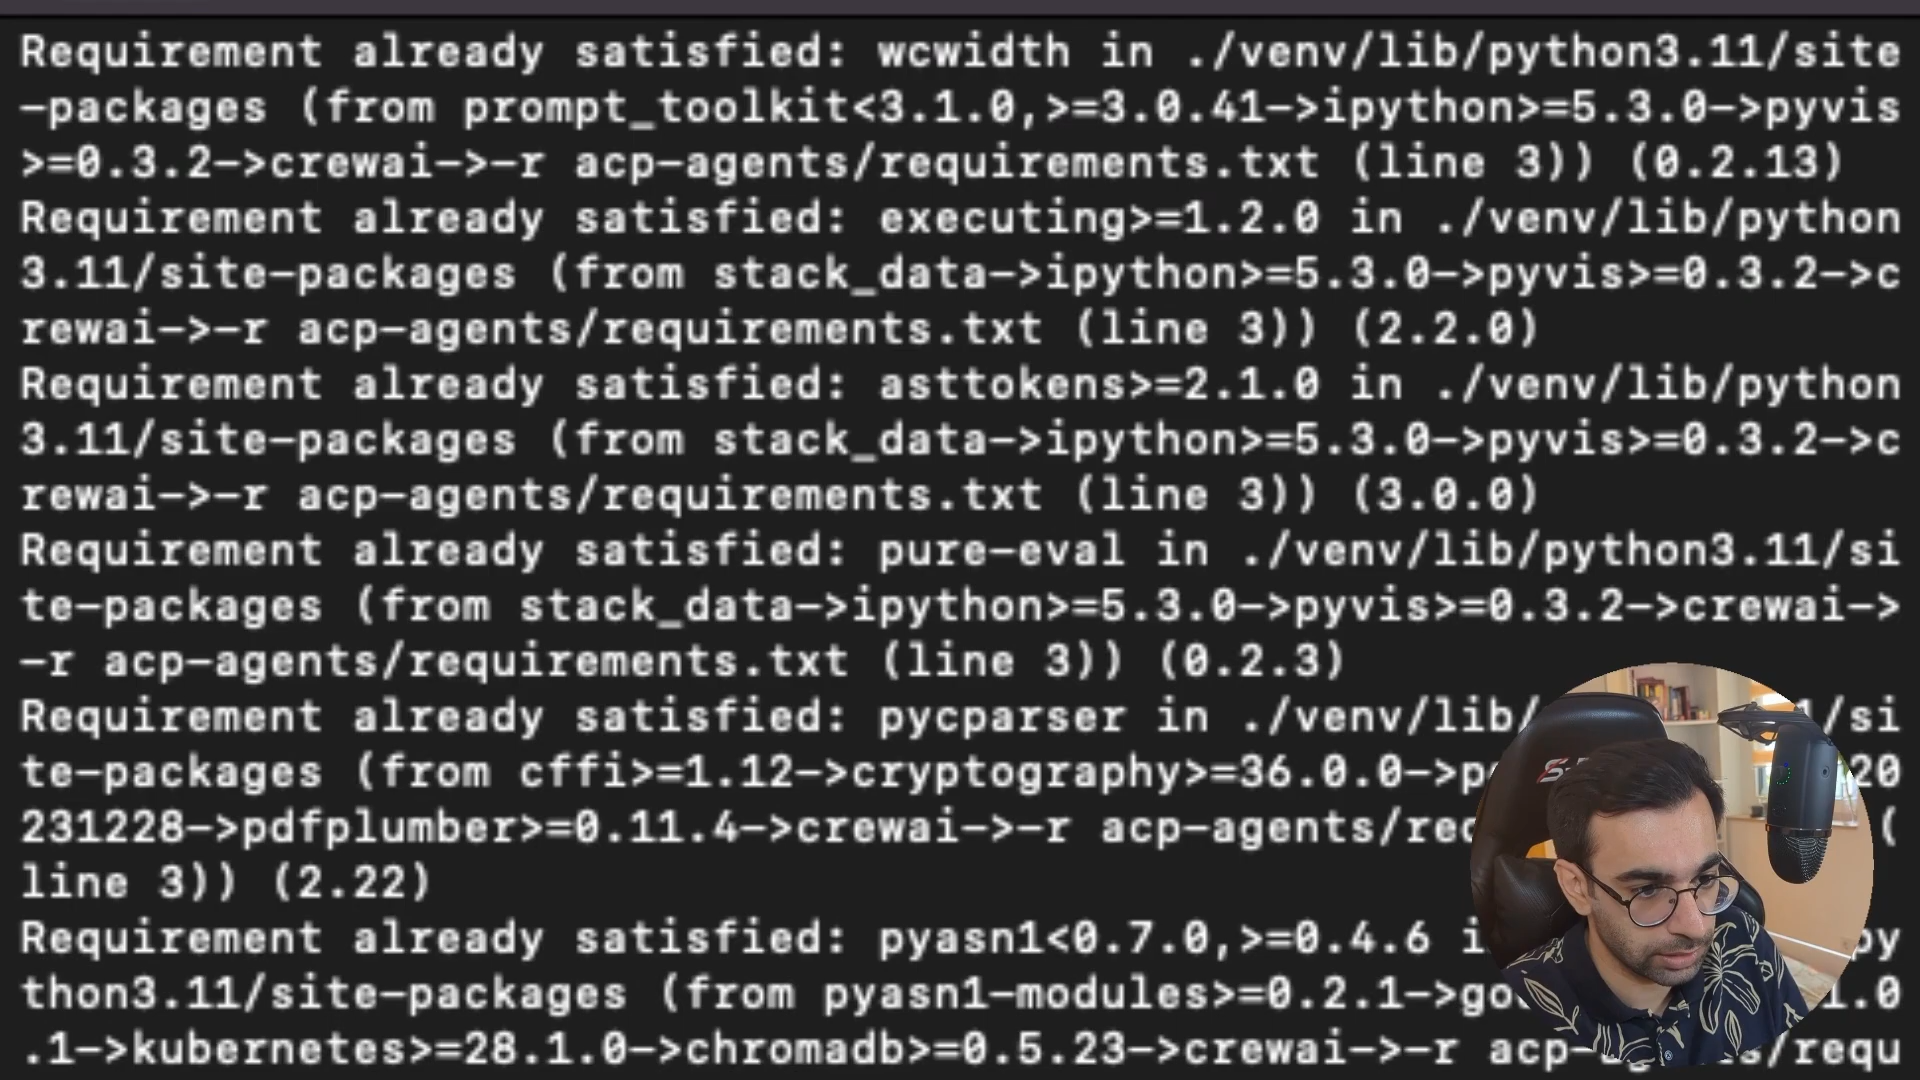 Requirement already satisfied: wcwidth in ./venv/lib/python3.11/site
-packages (from prompt_toolkit<3.1.0,>=3.0.41->ipython>=5.3.0->pyvis
>=0.3.2->crewai->-r acp-agents/requirements.txt (line 3)) (0.2.13)
Requirement already satisfied: executing>=1.2.0 in ./venv/lib/python
3.11/site-packages (from stack_data->ipython>=5.3.0->pyvis>=0.3.2->c
rewai->-r acp-agents/requirements.txt (line 3)) (2.2.0)
Requirement already satisfied: asttokens>=2.1.0 in ./venv/lib/python
3.11/site-packages (from stack_data->ipython>=5.3.0->pyvis>=0.3.2->c
rewai->-r acp-agents/requirements.txt (line 3)) (3.0.0)
Requirement already satisfied: pure-eval in ./venv/lib/python3.11/si
te-packages (from stack_data->ipython>=5.3.0->pyvis>=0.3.2->crewai->
-r acp-agents/requirements.txt (line 3)) (0.2.3)
Requirement already satisfied: pycparser in ./venv/lib/ /si
te-packages (from cffi>=1.12->cryptography>=36.0.0-> 20
231228->pdfplumber>=0.11.4->crewai->-r acp-agents/ (
line 3)) (2.22)
Requirement already satisfied: pyasn1<0.7.0,>=0.4.6 py
thon3.11/site-packages (from pyasn1-modules>=0.2.1-> 1.0
.1->kubernetes>=28.1.0->chromadb>=0.5.23->crewai->-r acp- /requ